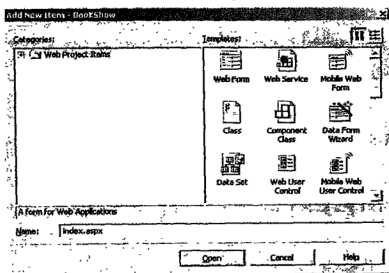 Add New Item - BookShow
Categories:
Templates:
Web Project Items
Web Form
Web Service
Mobile Web Form
Class
Component Class
Data Form Wizard
Data Set
Web User Control
Mobile Web User Control
A form for Web Applications
Name: index.aspx
Open Cancel Help